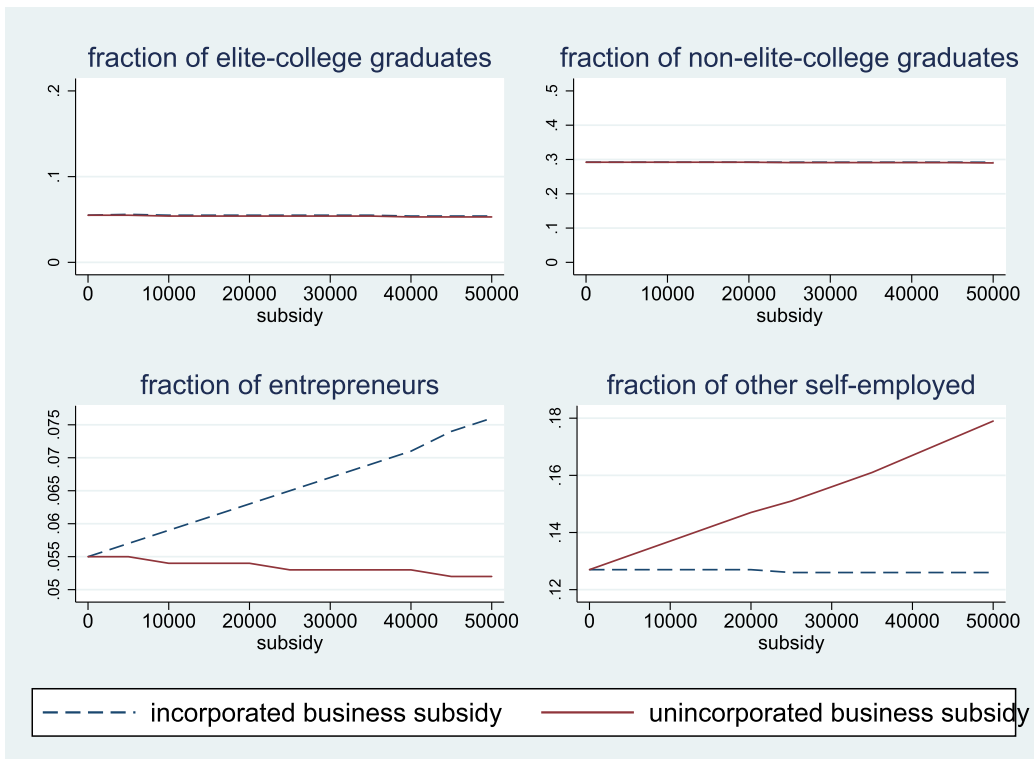 fraction of elite-college graduates
.2
.1
0
0 10000 20000 30000 40000 50000
subsidy
fraction of non-elite-college graduates
.5
.4
.3
.2
.1
0
0 10000 20000 30000 40000 50000
subsidy
fraction of entrepreneurs
.075
.07
.065
.06
.055
.05
0 10000 20000 30000 40000 50000
subsidy
fraction of other self-employed
.18
.16
.14
.12
0 10000 20000 30000 40000 50000
subsidy
incorporated business subsidy unincorporated business subsidy